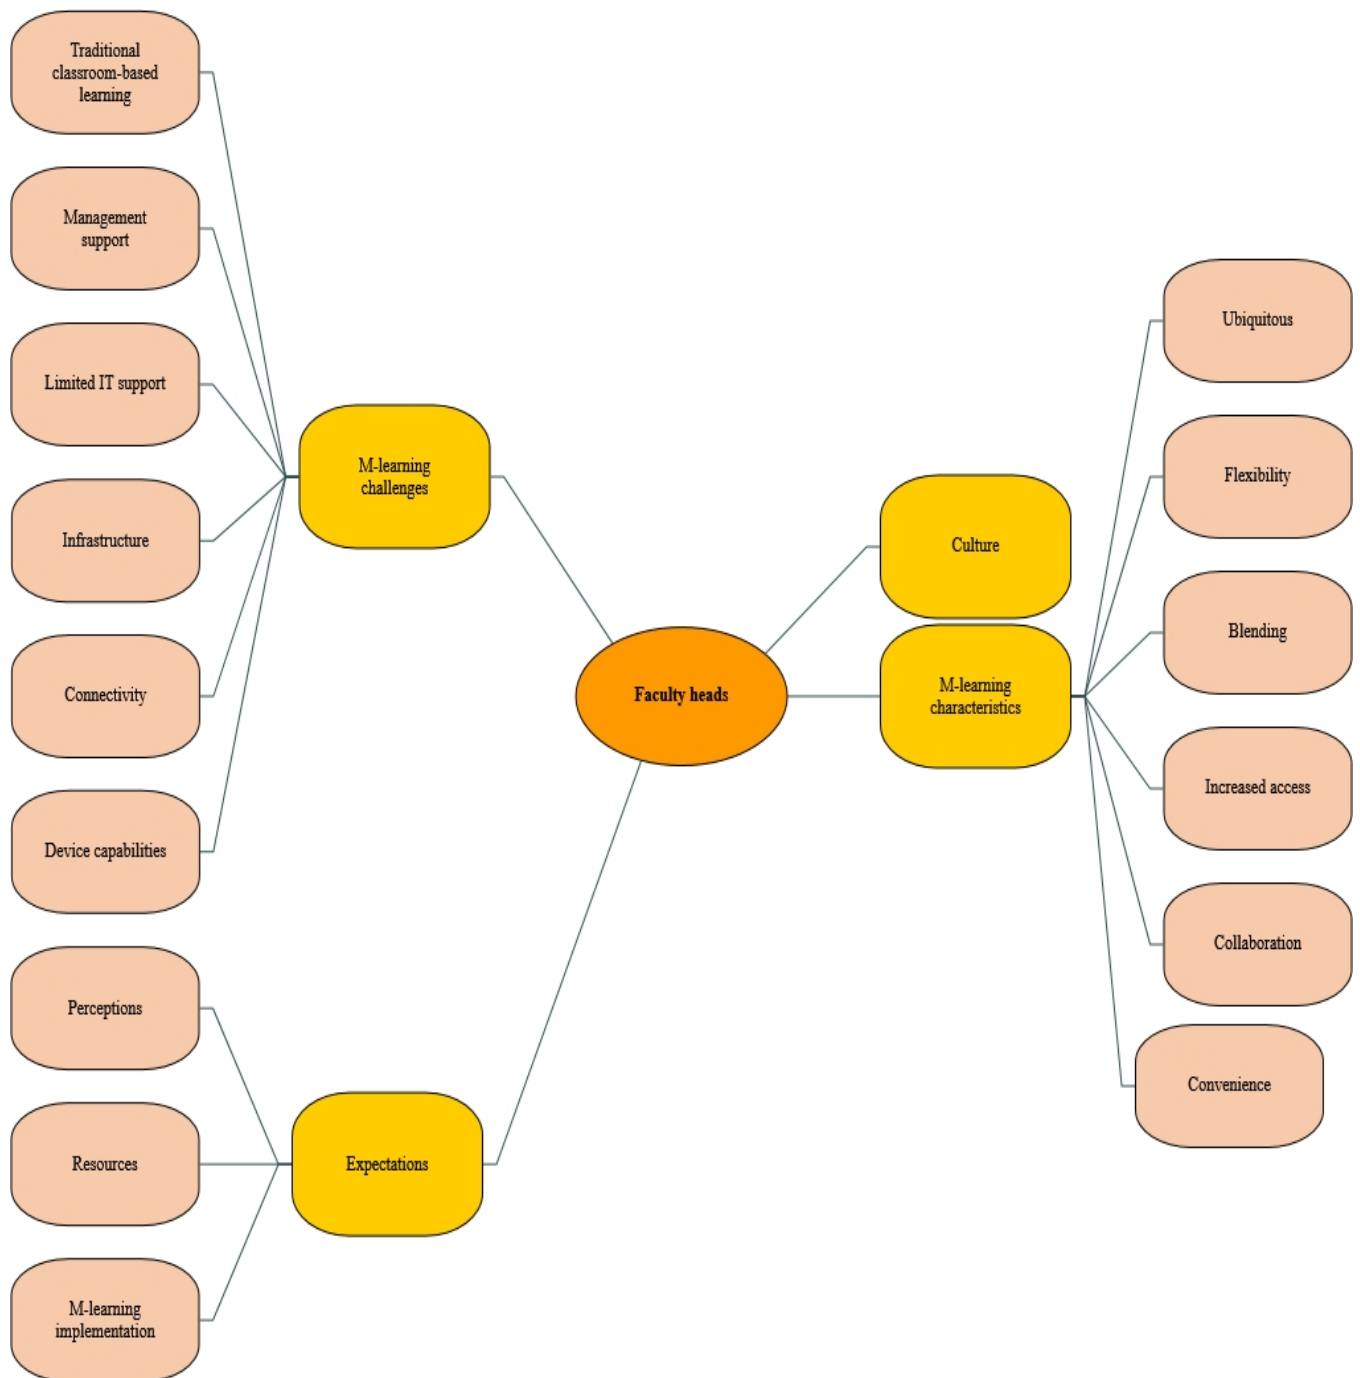 Traditional
classroom-based
learning
Management
support
Limited IT support
Infrastructure
Connectivity
Device capabilities
Perceptions
Resources
M-learning
implementation
M-learning
challenges
Expectations
Faculty heads
Culture
M-learning
characteristics
Ubiquitous
Flexibility
Blending
Increased access
Collaboration
Convenience